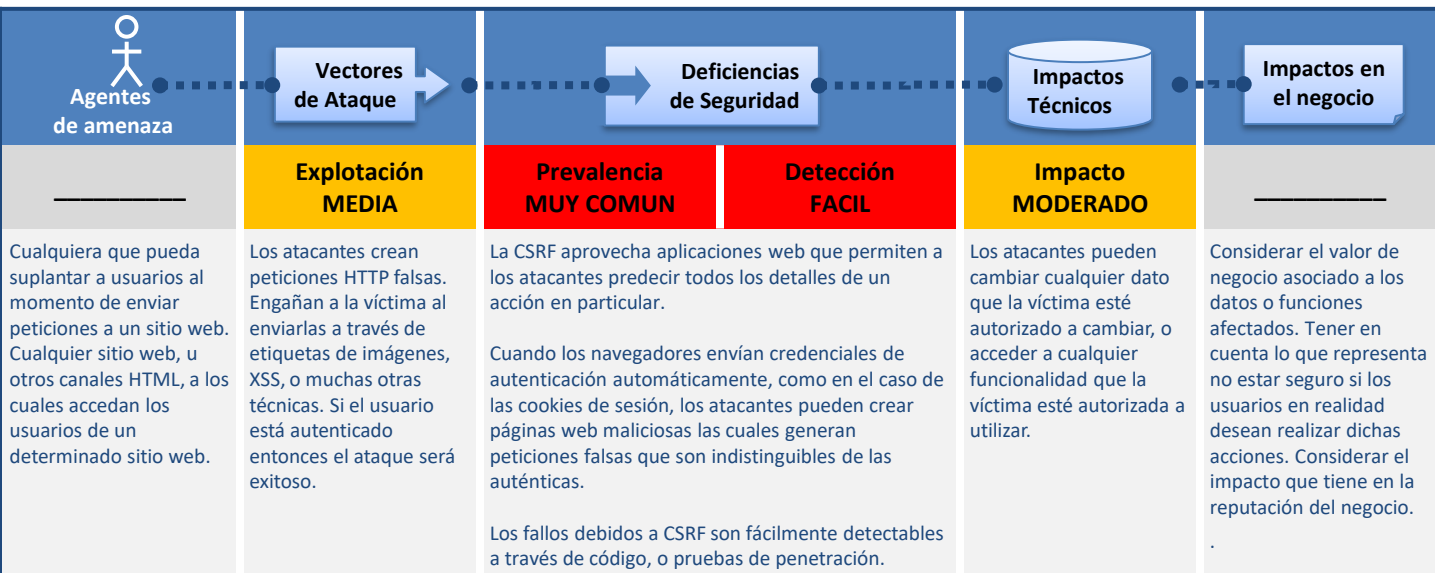 Agentes
de amenaza
Vectores
de Ataque
Deficiencias
de Seguridad
Impactos
Técnicos
Impactos en
el negocio
__________
Explotación
MEDIA
Prevalencia
MUY COMUN
Detección
FACIL
Impacto
MODERADO
__________
Cualquiera que pueda
suplantar a usuarios al
momento de enviar
peticiones a un sitio web.
Cualquier sitio web, u
otros canales HTML, a los
cuales accedan los
usuarios de un
determinado sitio web.
Los atacantes crean
peticiones HTTP falsas.
Engañan a la víctima al
enviarlas a través de
etiquetas de imágenes,
XSS, o muchas otras
técnicas. Si el usuario
está autenticado
entonces el ataque será
exitoso.
La CSRF aprovecha aplicaciones web que permiten a
los atacantes predecir todos los detalles de un
acción en particular.
Cuando los navegadores envían credenciales de
autenticación automáticamente, como en el caso de
las cookies de sesión, los atacantes pueden crear
páginas web maliciosas las cuales generan
peticiones falsas que son indistinguibles de las
auténticas.
Los fallos debidos a CSRF son fácilmente detectables
a través de código, o pruebas de penetración.
Los atacantes pueden
cambiar cualquier dato
que la víctima esté
autorizado a cambiar, o
acceder a cualquier
funcionalidad que la
víctima esté autorizada a
utilizar.
Considerar el valor de
negocio asociado a los
datos o funciones
afectados. Tener en
cuenta lo que representa
no estar seguro si los
usuarios en realidad
desean realizar dichas
acciones. Considerar el
impacto que tiene en la
reputación del negocio.
.